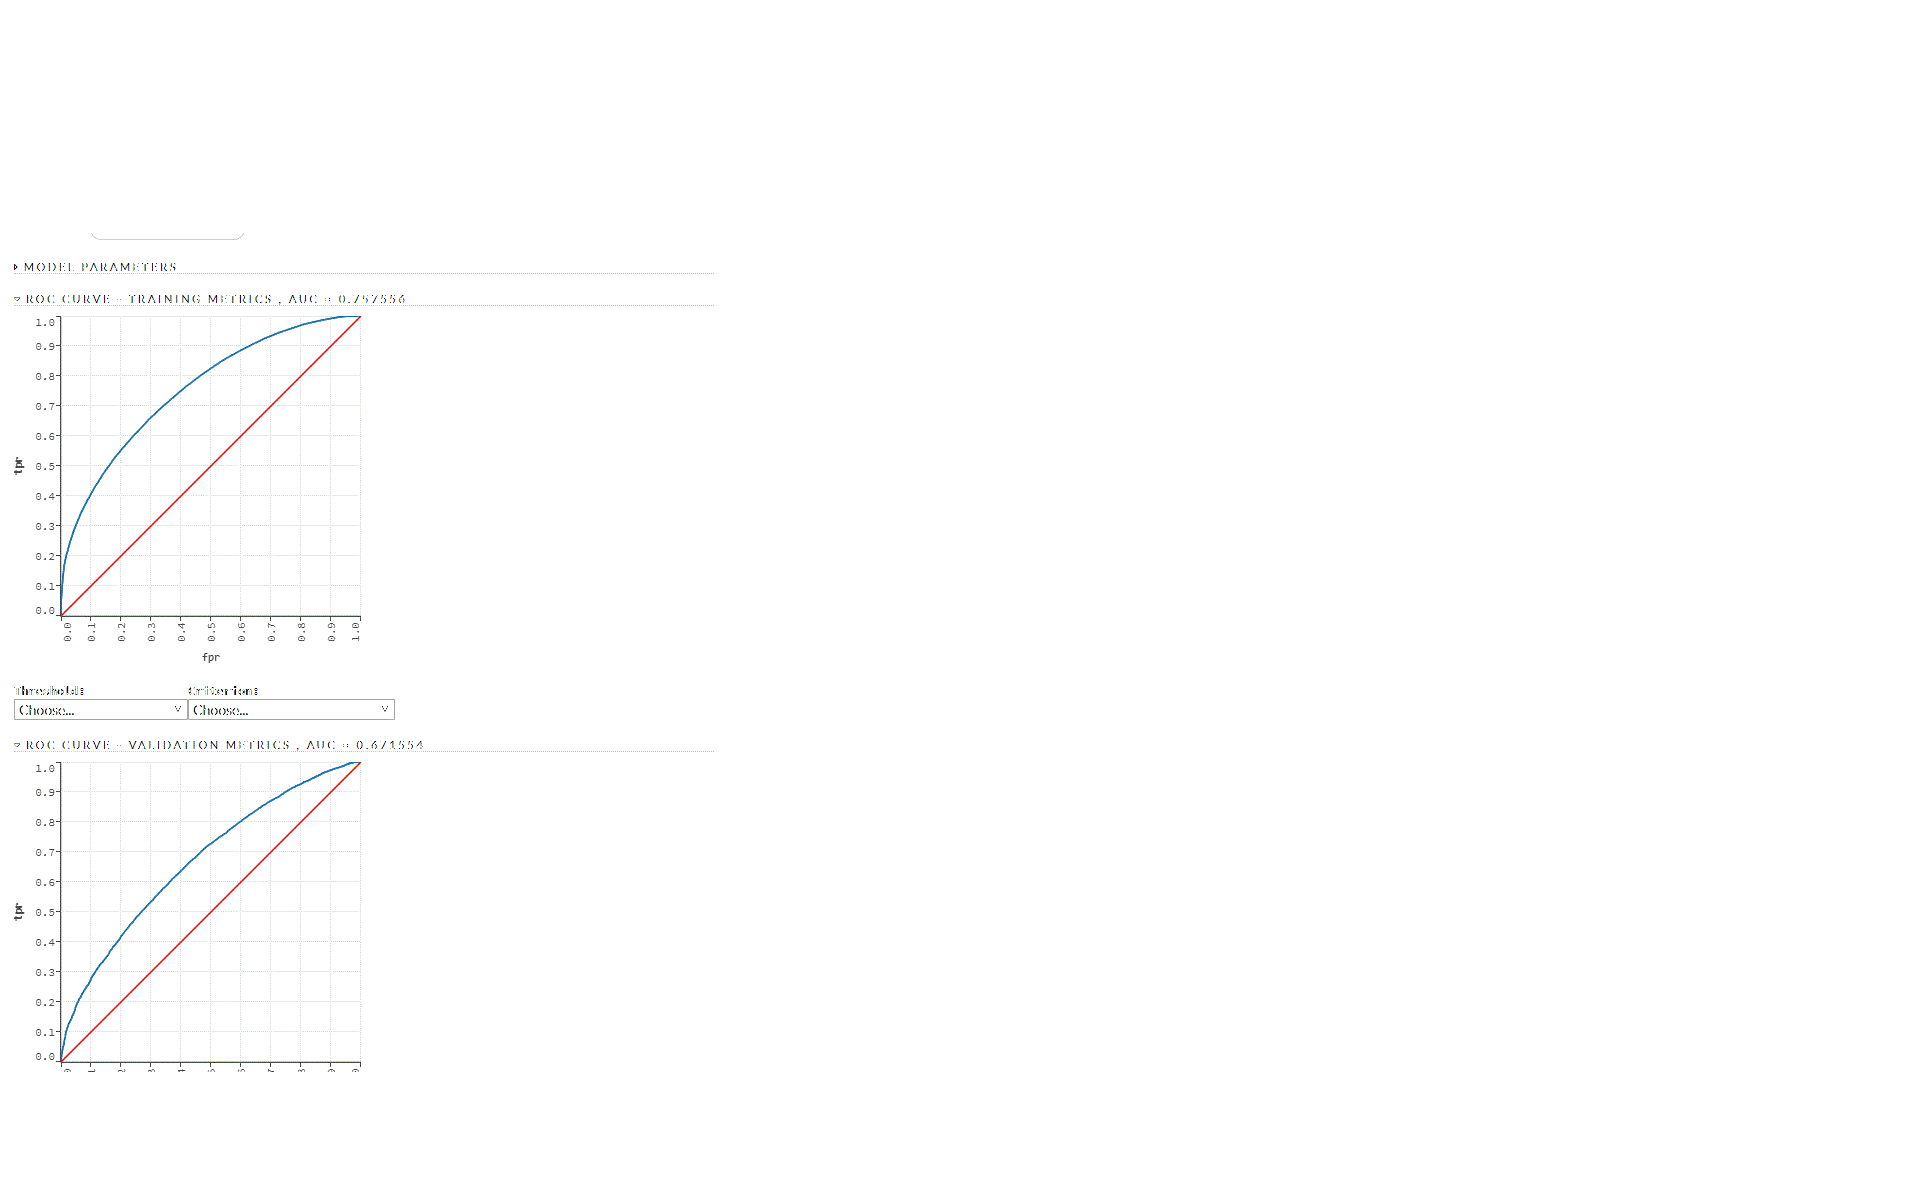 MODEL PARAMETERS
ROC CURVE - TRAINING METRICS , AUC = 0.757556
1.0
0.9
0.8
0.7
0.6
0.5
0.4
0.3
0.2
0.1
0.0
tpr
0.0 0.1 0.2 0.3 0.4 0.5 0.6 0.7 0.8 0.9 1.0
fpr
Thresholds Criterions
Choose... Choose...
ROC CURVE - VALIDATION METRICS , AUC = 0.671554
1.0
0.9
0.8
0.7
0.6
0.5
0.4
0.3
0.2
0.1
0.0
tpr